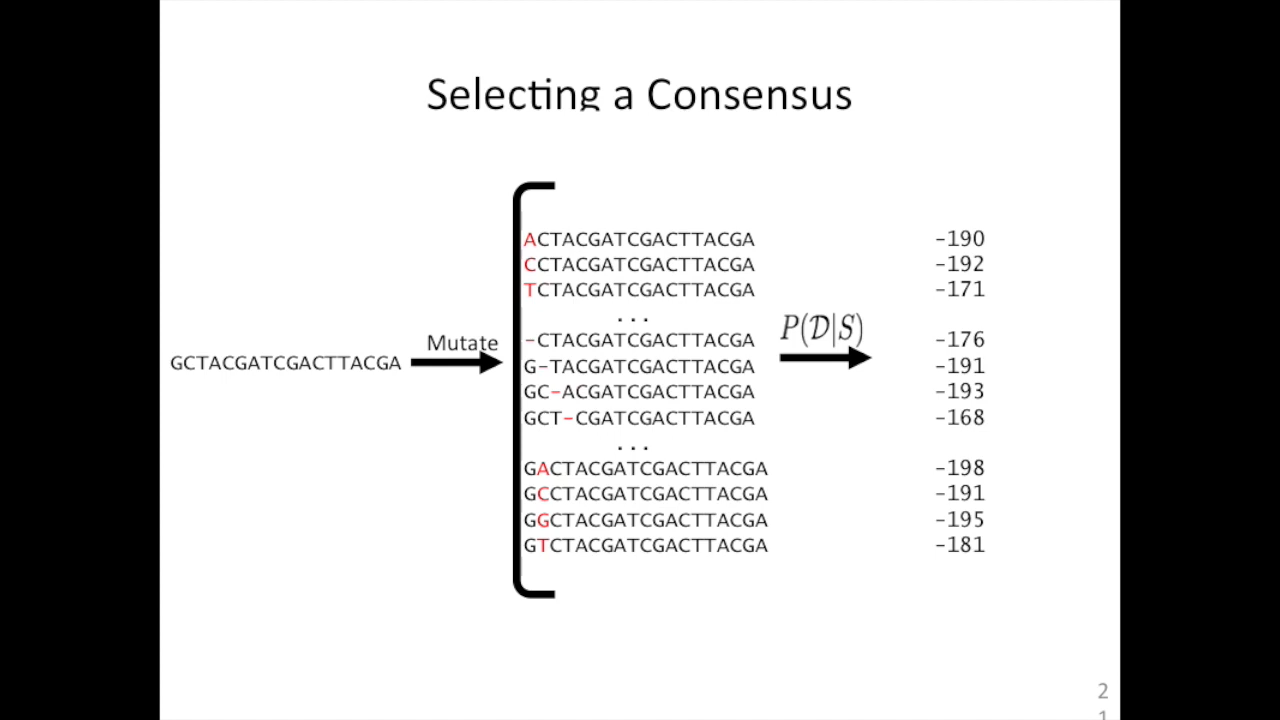 Selecting a Consensus
ACTACGATCGACTTACGA -190
CCTACGATCGACTTACGA -192
TCTACGATCGACTTACGA -171
...
P(D|S)
-CTACGATCGACTTACGA -176
Mutate
GCTACGATCGACTTACGA
G-TACGATCGACTTACGA -191
GC-ACGATCGACTTACGA -193
GCT-CGATCGACTTACGA -168
...
GACTACGATCGACTTACGA -198
GCCTACGATCGACTTACGA -191
GGCTACGATCGACTTACGA -195
GTCTACGATCGACTTACGA -181
2
1